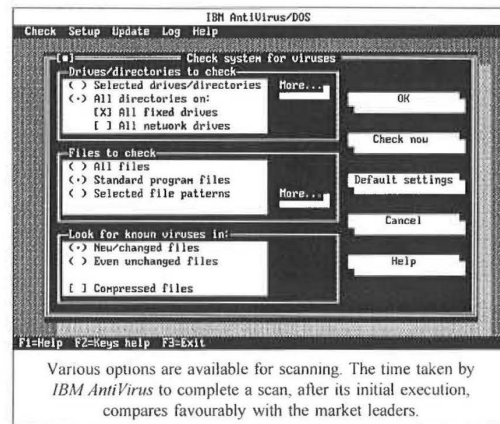 IBM AntiVirus/DOS
Check Setup Update Log Help
[■] Check system for viruses
Drives/directories to check
( ) Selected drives/directories More...
(•) All directories on:
[X] All fixed drives
[ ] All network drives
Files to check
( ) All files
(•) Standard program files
( ) Selected file patterns More...
Look for known viruses in:
(•) New/changed files
( ) Even unchanged files
[ ] Compressed files
OK
Check now
Default settings
Cancel
Help
F1=Help F2=Keys help F3=Exit
Various options are available for scanning. The time taken by
IBM AntiVirus to complete a scan, after its initial execution,
compares favourably with the market leaders.